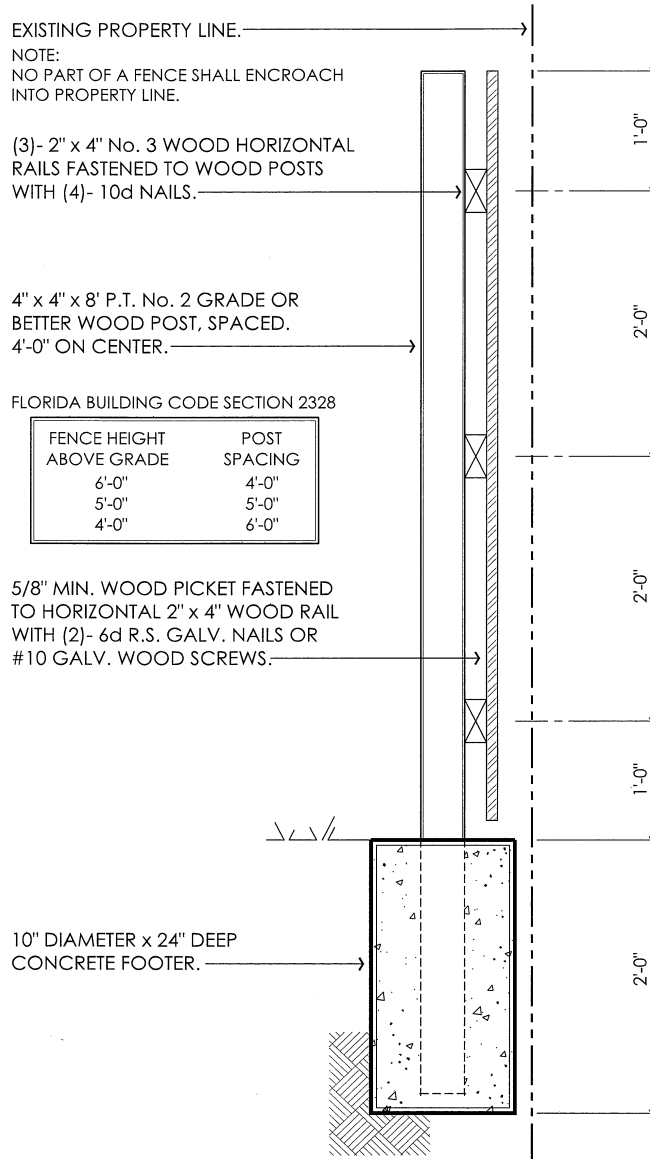 EXISTING PROPERTY LINE.
NOTE:
NO PART OF A FENCE SHALL ENCROACH
INTO PROPERTY LINE.
(3)- 2" x 4" No. 3 WOOD HORIZONTAL
RAILS FASTENED TO WOOD POSTS
WITH (4)- 10d NAILS.
4" x 4" x 8' P.T. No. 2 GRADE OR
BETTER WOOD POST, SPACED.
4'-0" ON CENTER.
FLORIDA BUILDING CODE SECTION 2328
FENCE HEIGHT POST
ABOVE GRADE SPACING
6'-0" 4'-0"
5'-0" 5'-0"
4'-0" 6'-0"
5/8" MIN. WOOD PICKET FASTENED
TO HORIZONTAL 2" x 4" WOOD RAIL
WITH (2)- 6d R.S. GALV. NAILS OR
#10 GALV. WOOD SCREWS.
10" DIAMETER x 24" DEEP
CONCRETE FOOTER.
1'-0"
2'-0"
2'-0"
1'-0"
2'-0"